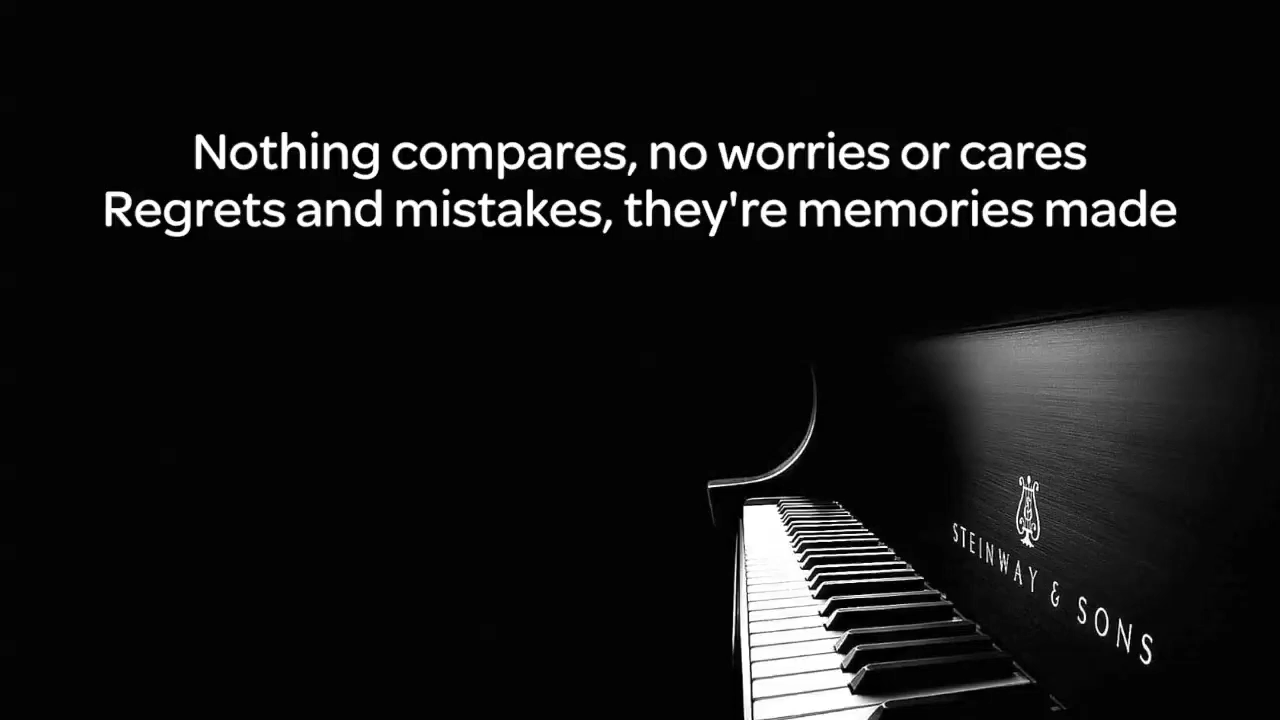 Nothing compares, no worries or cares
Regrets and mistakes, they're memories made
STEINWAY & SONS